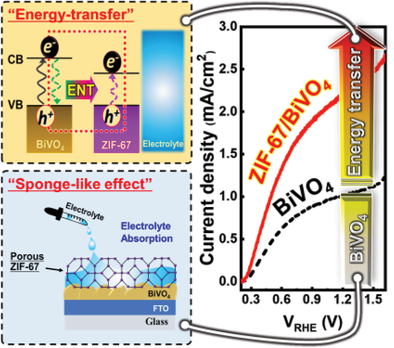 "Energy-transfer"
e⁻
e⁻
CB
ENT
VB
h⁺
h⁺
BiVO₄
ZIF-67
Electrolyte
"Sponge-like effect"
Electrolyte
Electrolyte
Absorption
Porous
ZIF-67
BiVO₄
FTO
Glass
Current density (mA/cm²)
3.0
2.5
2.0
1.5
1.0
0.5
0.0
ZIF-67/BiVO₄
BiVO₄
Energy transfer
BiVO₄
0.3 0.6 0.9 1.2 1.5
V_RHE (V)